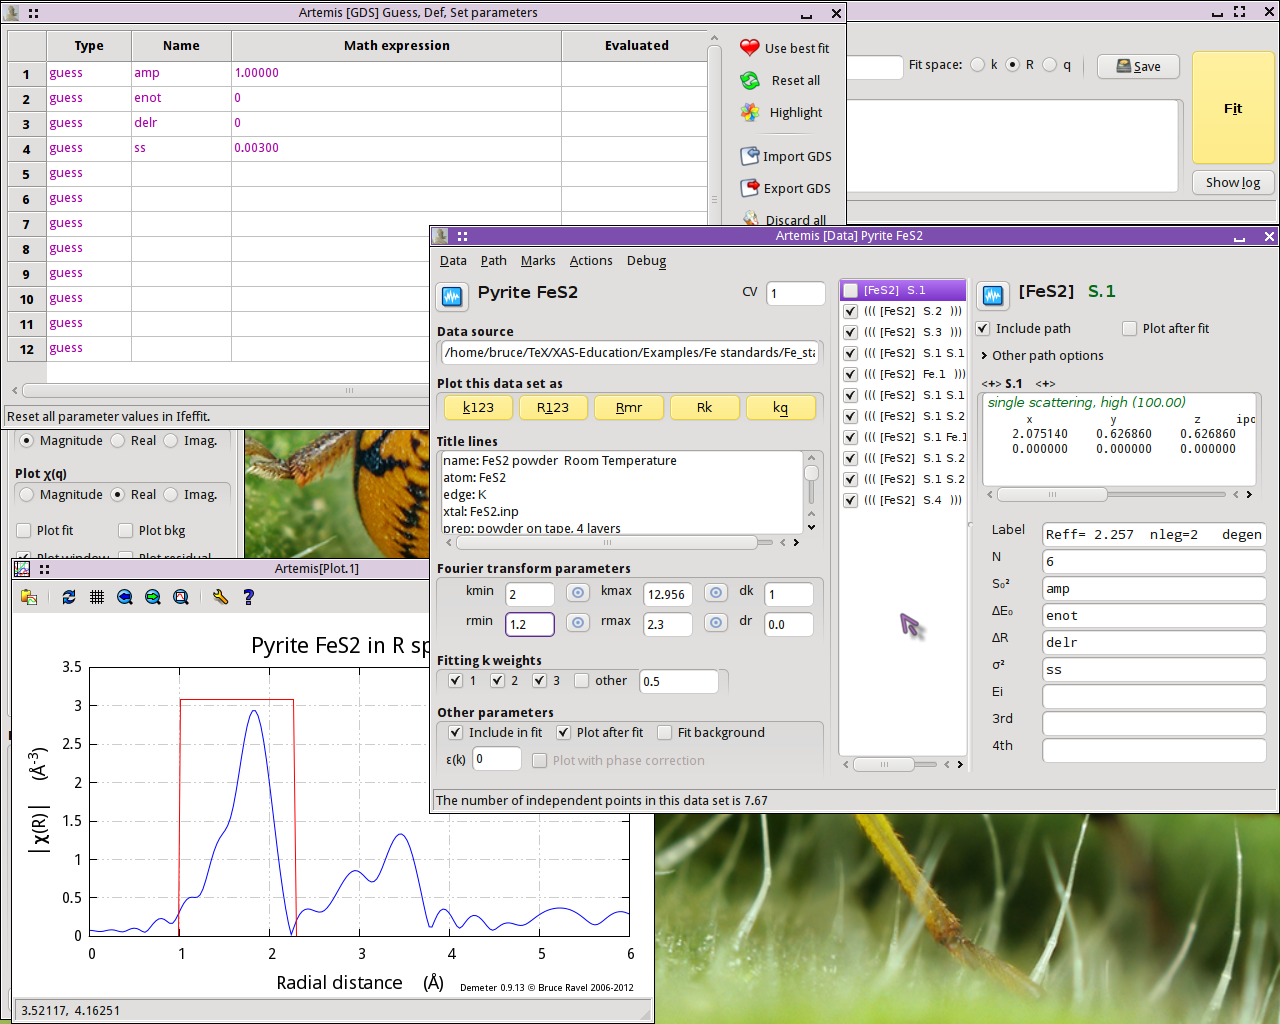 Artemis [GDS] Guess, Def, Set parameters
Type Name Math expression Evaluated
1 guess amp 1.00000
2 guess enot 0
3 guess delr 0
4 guess ss 0.00300
5 guess
6 guess
7 guess
8 guess
9 guess
10 guess
11 guess
12 guess
Use best fit
Reset all
Highlight
Import GDS
Export GDS
Discard all
Reset all parameter values in Ifeffit.
Fit space: k R q
Save
Fit
Show log
Magnitude Real Imag.
Plot χ(q)
Magnitude Real Imag.
Plot fit Plot bkg
Plot window Plot residual
Artemis [Data] Pyrite FeS2
Data Path Marks Actions Debug
Pyrite FeS2
CV 1
Data source
/home/bruce/TeX/XAS-Education/Examples/Fe standards/Fe_sta
Plot this data set as
k123 R123 Rmr Rk kq
Title lines
name: FeS2 powder Room Temperature
atom: FeS2
edge: K
xtal: FeS2.inp
prep: powder on tape, 4 layers
Fourier transform parameters
kmin 2 kmax 12.956 dk 1
rmin 1.2 rmax 2.3 dr 0.0
Fitting k weights
1 2 3 other 0.5
Other parameters
Include in fit Plot after fit Fit background
ε(k) 0 Plot with phase correction
[FeS2] S.1
((( [FeS2] S.2 )))
((( [FeS2] S.3 )))
((( [FeS2] S.1 S.1
((( [FeS2] Fe.1 )))
((( [FeS2] S.1 S.1
((( [FeS2] S.1 S.2
((( [FeS2] S.1 Fe.1
((( [FeS2] S.1 S.2
((( [FeS2] S.1 S.2
((( [FeS2] S.4 )))
[FeS2] S.1
Include path Plot after fit
Other path options
<+> S.1 <+>
single scattering, high (100.00)
x y z ipo
2.075140 0.626860 0.626860
0.000000 0.000000 0.000000
Label Reff= 2.257 nleg=2 degen
N 6
S₀² amp
ΔE₀ enot
ΔR delr
σ² ss
Ei
3rd
4th
The number of independent points in this data set is 7.67
Artemis[Plot.1]
Pyrite FeS2 in R sp
3.5
3
2.5
2
1.5
1
0.5
0
|χ(R)| (Å⁻³)
0 1 2 3 4 5 6
Radial distance (Å)
Demeter 0.9.13 © Bruce Ravel 2006-2012
3.52117, 4.16251